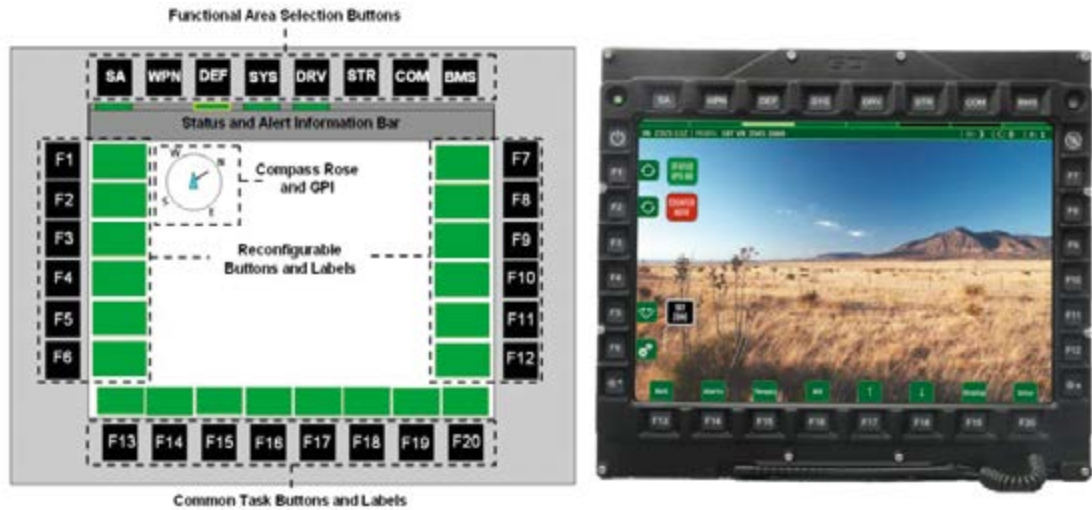 Functional Area Selection Buttons
SA WPN DEF SYS DRV STR COM BMS
Status and Alert Information Bar
F1
F2
F3
F4
F5
F6
W N
S E
Compass Rose
and GPI
Reconfigurable
Buttons and Labels
F7
F8
F9
F10
F11
F12
F13 F14 F15 F16 F17 F18 F19 F20
Common Task Buttons and Labels
SA WPN DEF SYS DRV STR COM BMS
F1
F2
F3
F4
F5
F6
F7
F8
F9
F10
F11
F12
↑ ↓
F13 F14 F15 F16 F17 F18 F19 F20